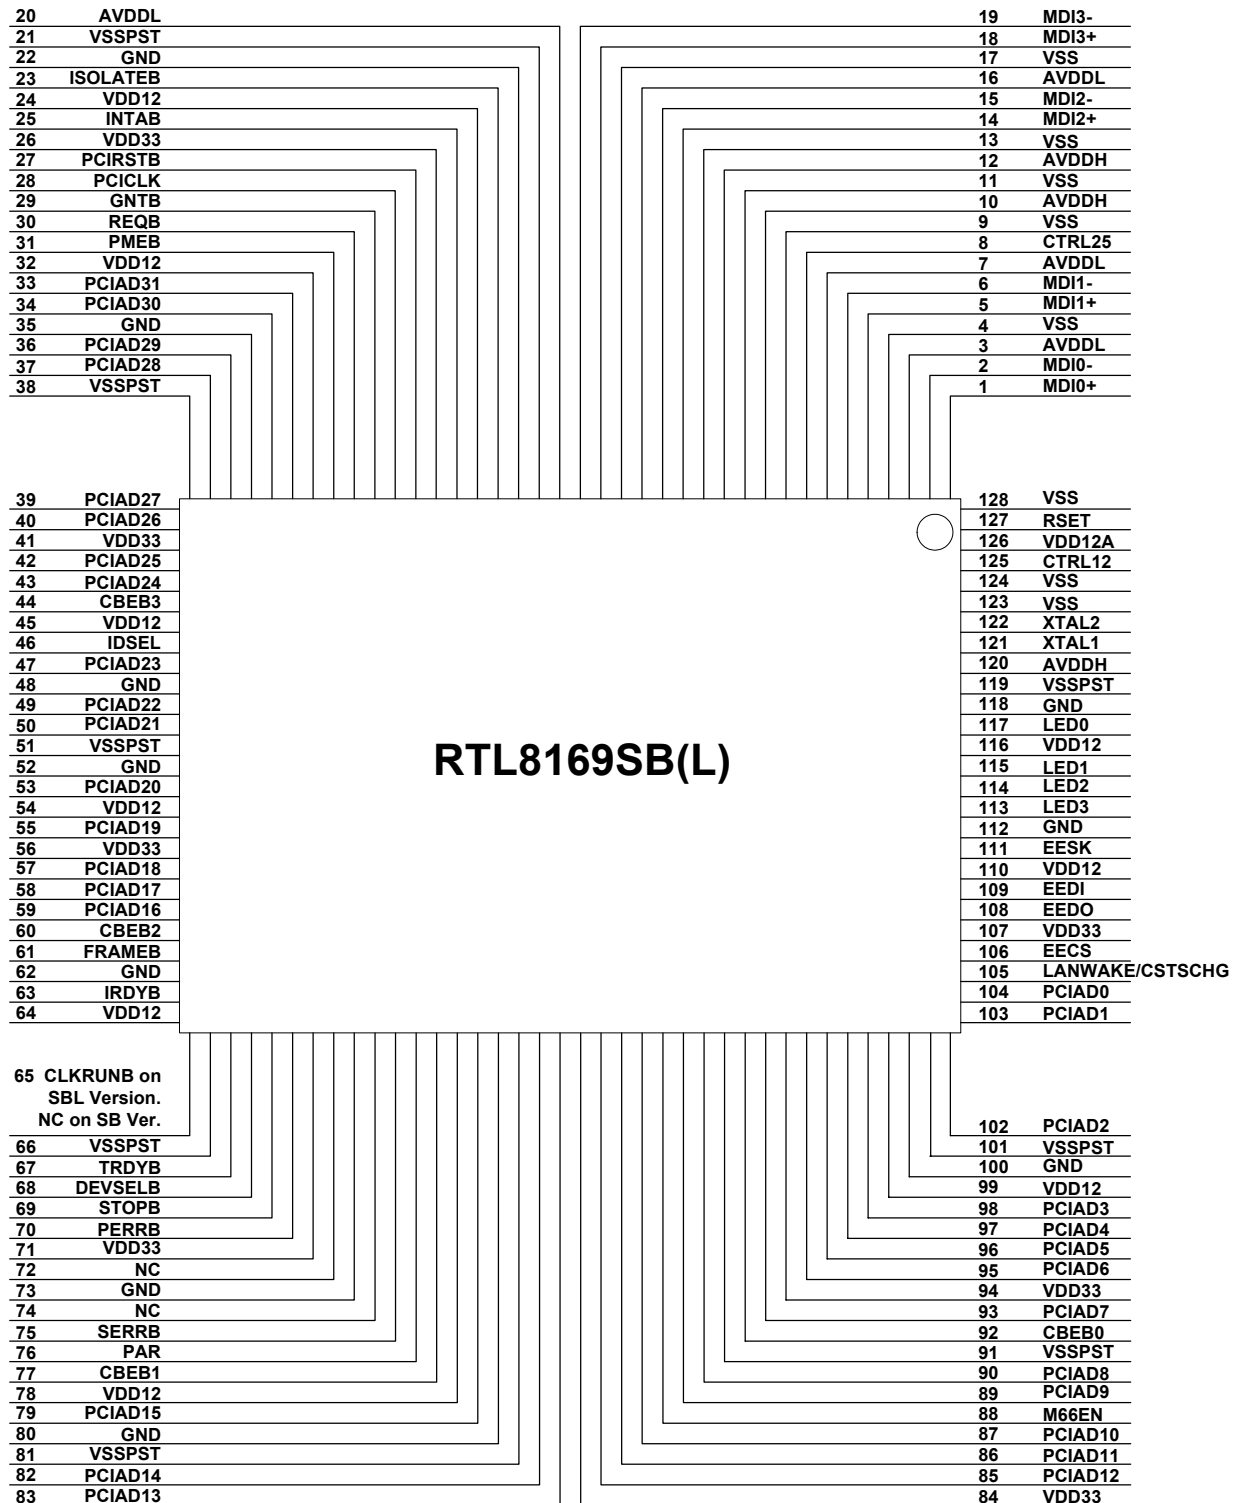 20 AVDDL
21 VSSPST
22 GND
23 ISOLATEB
24 VDD12
25 INTAB
26 VDD33
27 PCIRSTB
28 PCICLK
29 GNTB
30 REQB
31 PMEB
32 VDD12
33 PCIAD31
34 PCIAD30
35 GND
36 PCIAD29
37 PCIAD28
38 VSSPST
19 MDI3-
18 MDI3+
17 VSS
16 AVDDL
15 MDI2-
14 MDI2+
13 VSS
12 AVDDH
11 VSS
10 AVDDH
9 VSS
8 CTRL25
7 AVDDL
6 MDI1-
5 MDI1+
4 VSS
3 AVDDL
2 MDI0-
1 MDI0+
39 PCIAD27
40 PCIAD26
41 VDD33
42 PCIAD25
43 PCIAD24
44 CBEB3
45 VDD12
46 IDSEL
47 PCIAD23
48 GND
49 PCIAD22
50 PCIAD21
51 VSSPST
52 GND
53 PCIAD20
54 VDD12
55 PCIAD19
56 VDD33
57 PCIAD18
58 PCIAD17
59 PCIAD16
60 CBEB2
61 FRAMEB
62 GND
63 IRDYB
64 VDD12
RTL8169SB(L)
128 VSS
127 RSET
126 VDD12A
125 CTRL12
124 VSS
123 VSS
122 XTAL2
121 XTAL1
120 AVDDH
119 VSSPST
118 GND
117 LED0
116 VDD12
115 LED1
114 LED2
113 LED3
112 GND
111 EESK
110 VDD12
109 EEDI
108 EEDO
107 VDD33
106 EECS
105 LANWAKE/CSTSCHG
104 PCIAD0
103 PCIAD1
65 CLKRUNB on
SBL Version.
NC on SB Ver.
66 VSSPST
67 TRDYB
68 DEVSELB
69 STOPB
70 PERRB
71 VDD33
72 NC
73 GND
74 NC
75 SERRB
76 PAR
77 CBEB1
78 VDD12
79 PCIAD15
80 GND
81 VSSPST
82 PCIAD14
83 PCIAD13
102 PCIAD2
101 VSSPST
100 GND
99 VDD12
98 PCIAD3
97 PCIAD4
96 PCIAD5
95 PCIAD6
94 VDD33
93 PCIAD7
92 CBEB0
91 VSSPST
90 PCIAD8
89 PCIAD9
88 M66EN
87 PCIAD10
86 PCIAD11
85 PCIAD12
84 VDD33